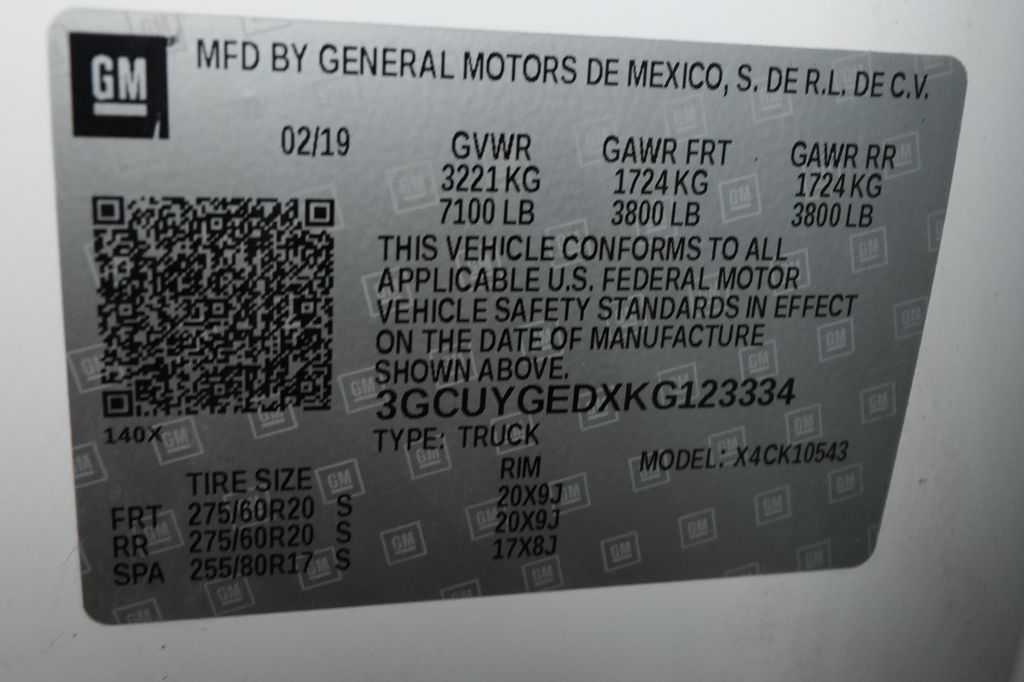 GM
MFD BY GENERAL MOTORS DE MEXICO, S. DE R.L. DE C.V.
02/19 GVWR GAWR FRT GAWR RR
3221 KG 1724 KG 1724 KG
7100 LB 3800 LB 3800 LB
THIS VEHICLE CONFORMS TO ALL
APPLICABLE U.S. FEDERAL MOTOR
VEHICLE SAFETY STANDARDS IN EFFECT
ON THE DATE OF MANUFACTURE
SHOWN ABOVE.
3GCUYGEDXKG123334
140X
TYPE: TRUCK
MODEL: X4CK10543
TIRE SIZE RIM
FRT 275/60R20 S 20X9J
RR 275/60R20 S 20X9J
SPA 255/80R17 S 17X8J